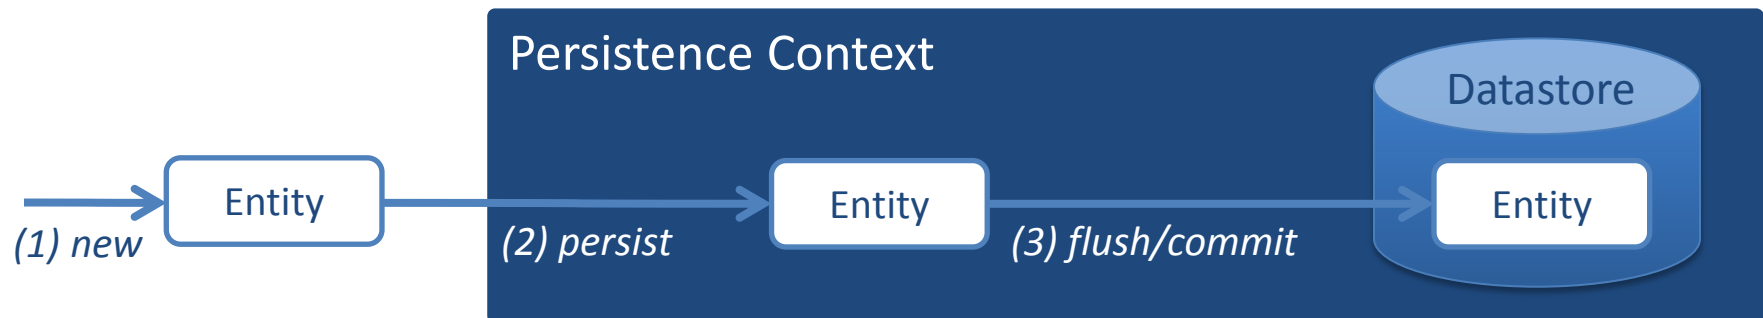 Persistence Context
Datastore
Entity
Entity
Entity
(1) new
(2) persist
(3) flush/commit